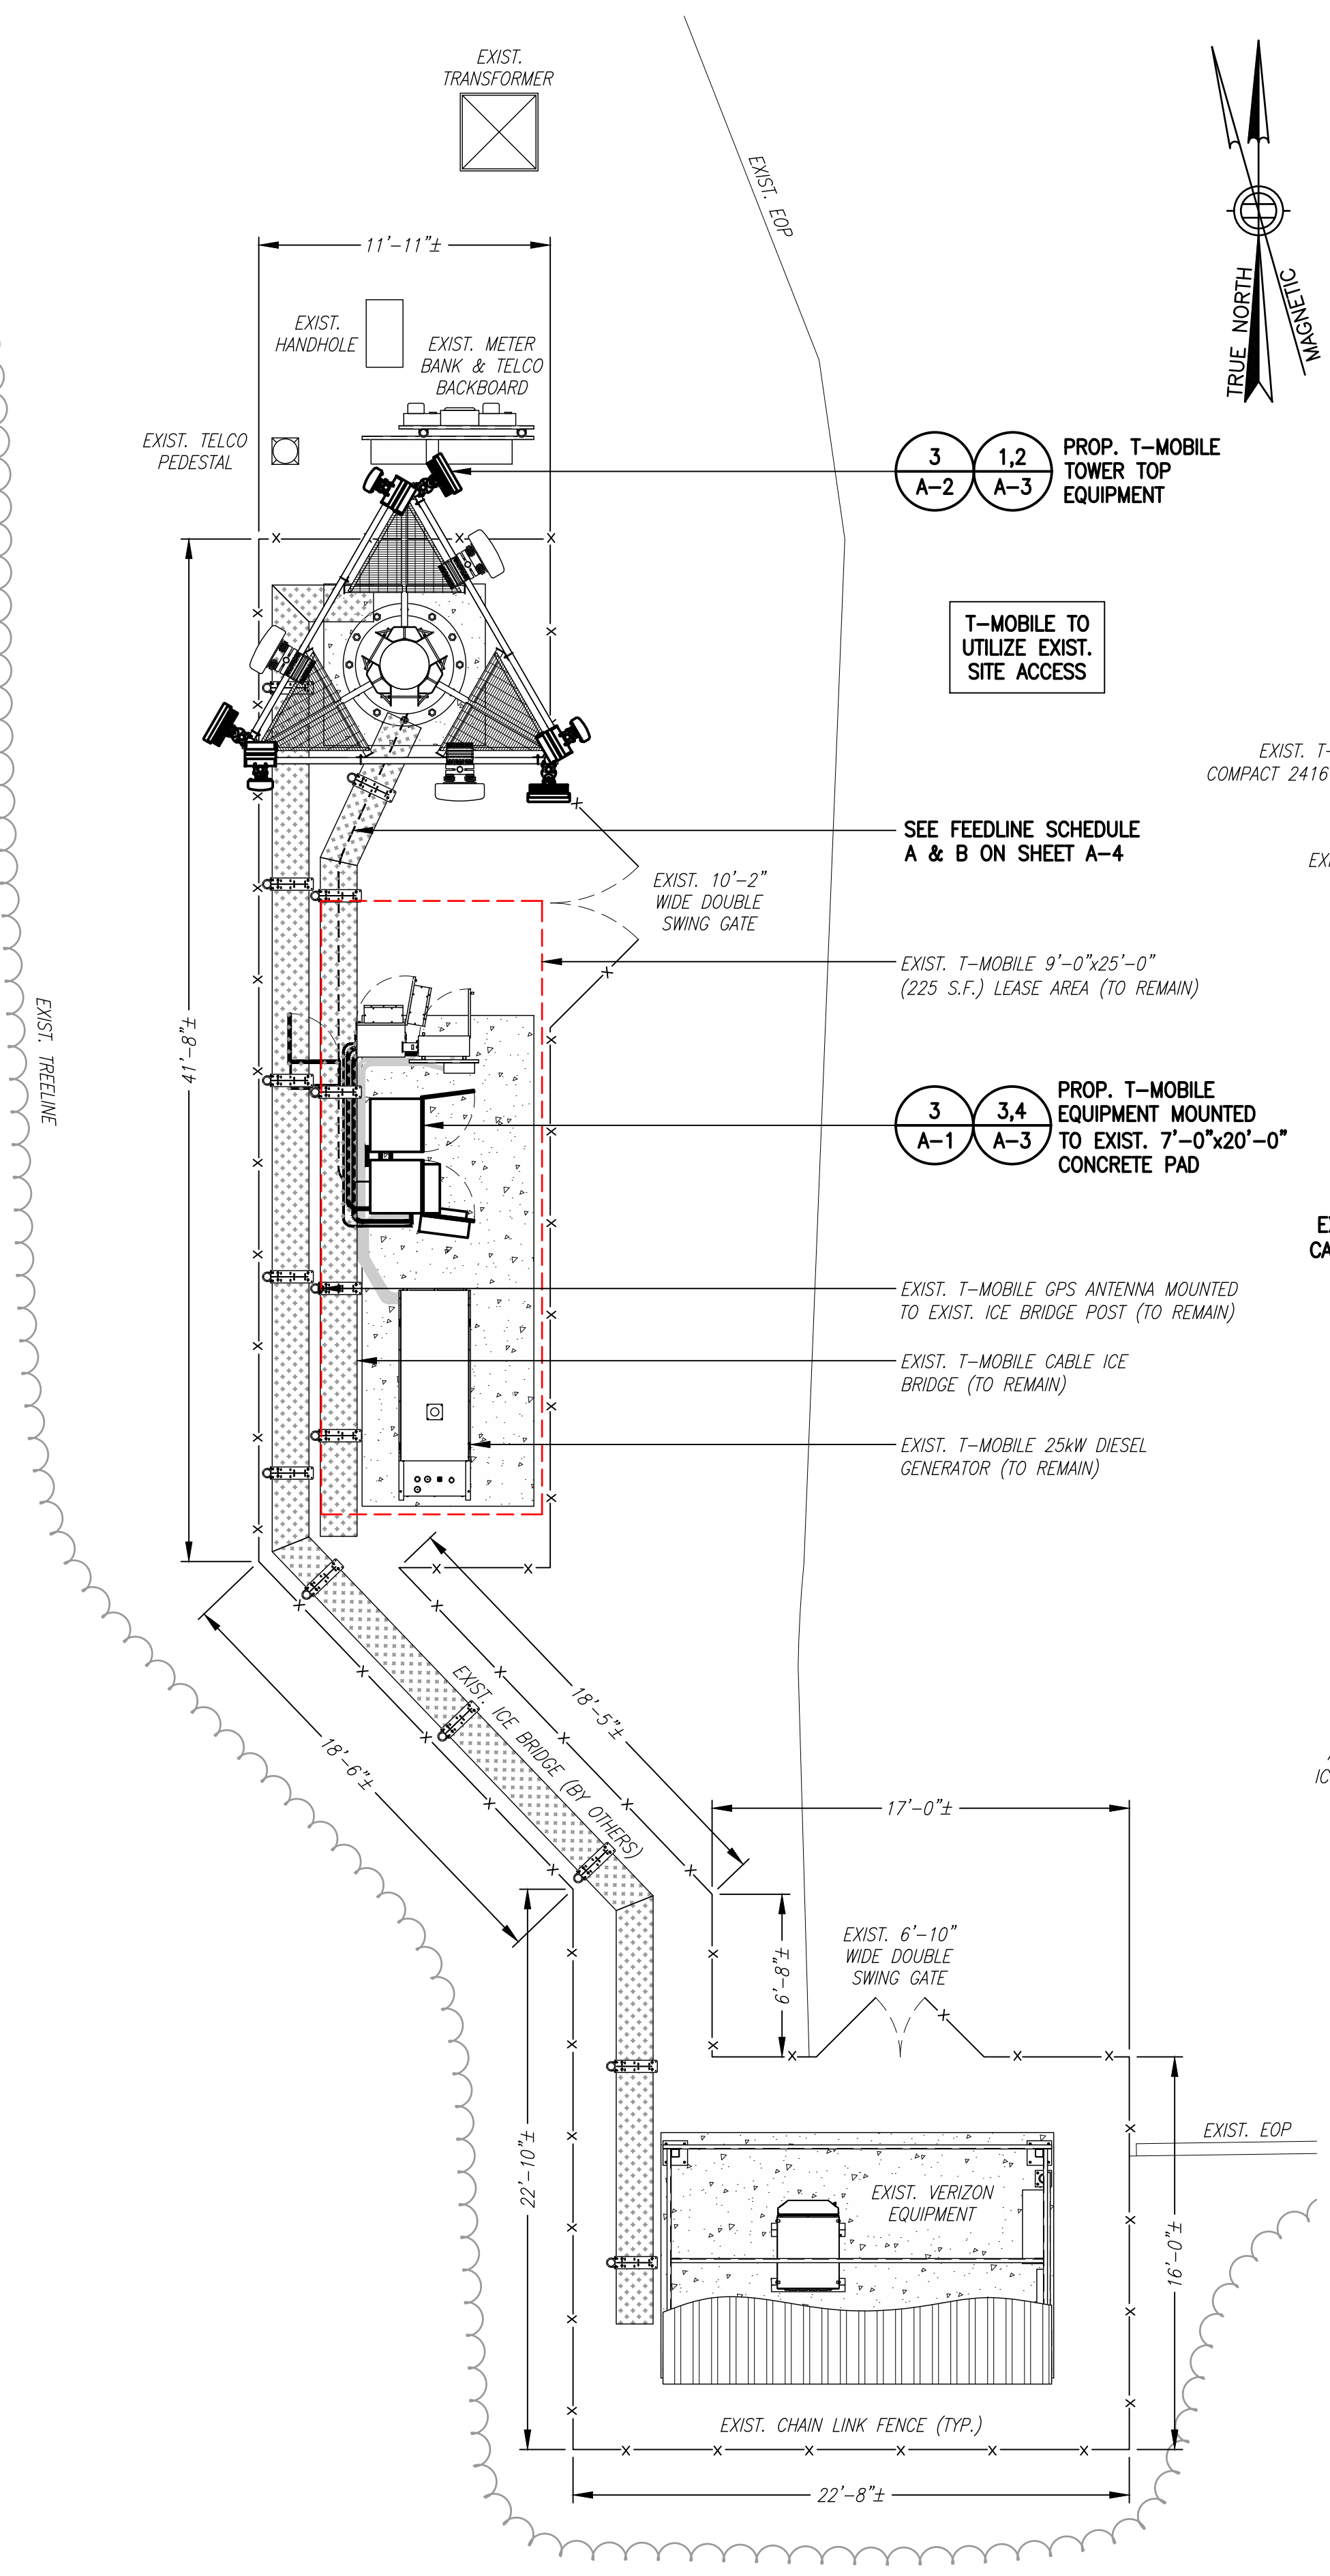 EXIST.
TRANSFORMER
EXIST. EOP
TRUE NORTH
MAGNETIC
11'-11"±
EXIST.
HANDHOLE
EXIST. METER
BANK & TELCO
BACKBOARD
EXIST. TELCO
PEDESTAL
3
A-2
1,2
A-3
PROP. T-MOBILE
TOWER TOP
EQUIPMENT
T-MOBILE TO
UTILIZE EXIST.
SITE ACCESS
EXIST. T-
COMPACT 2416
SEE FEEDLINE SCHEDULE
A & B ON SHEET A-4
EXIST. 10'-2"
WIDE DOUBLE
SWING GATE
EXIST. T-MOBILE 9'-0"x25'-0"
(225 S.F.) LEASE AREA (TO REMAIN)
EXIST. TREELINE
41'-8"±
3
A-1
3,4
A-3
PROP. T-MOBILE
EQUIPMENT MOUNTED
TO EXIST. 7'-0"x20'-0"
CONCRETE PAD
EXIST. T-MOBILE GPS ANTENNA MOUNTED
TO EXIST. ICE BRIDGE POST (TO REMAIN)
EXIST. T-MOBILE CABLE ICE
BRIDGE (TO REMAIN)
EXIST. T-MOBILE 25kW DIESEL
GENERATOR (TO REMAIN)
18'-5"±
18'-6"±
EXIST. ICE BRIDGE (BY OTHERS)
17'-0"±
6'-8"±
EXIST. 6'-10"
WIDE DOUBLE
SWING GATE
22'-10"±
EXIST. EOP
EXIST. VERIZON
EQUIPMENT
16'-0"±
EXIST. CHAIN LINK FENCE (TYP.)
22'-8"±